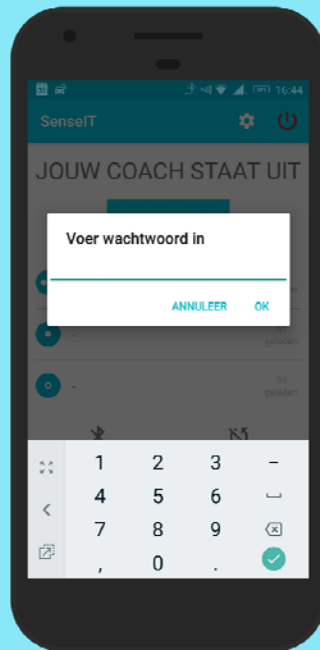 16:44
SenseIT
JOUW COACH STAAT UIT
Voer wachtwoord in
ANNULEER OK
geleden
8d
geleden
1 2 3 -
4 5 6
7 8 9
, 0 .